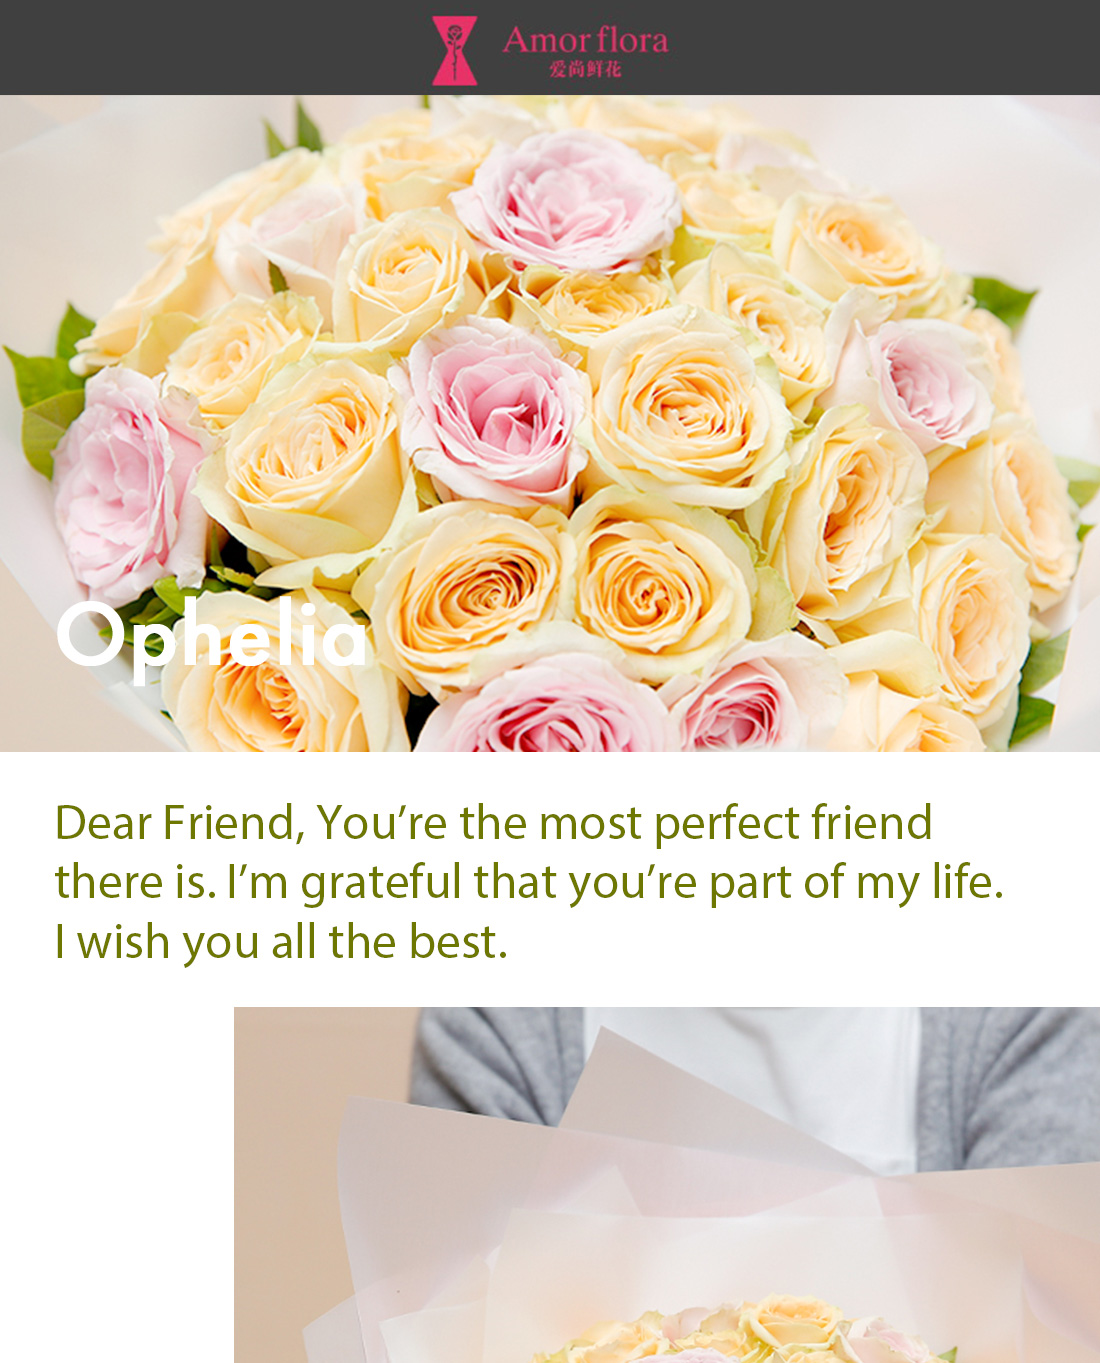 Amor flora
爱尚鲜花
Ophelia
Dear Friend, You’re the most perfect friend
there is. I’m grateful that you’re part of my life.
I wish you all the best.